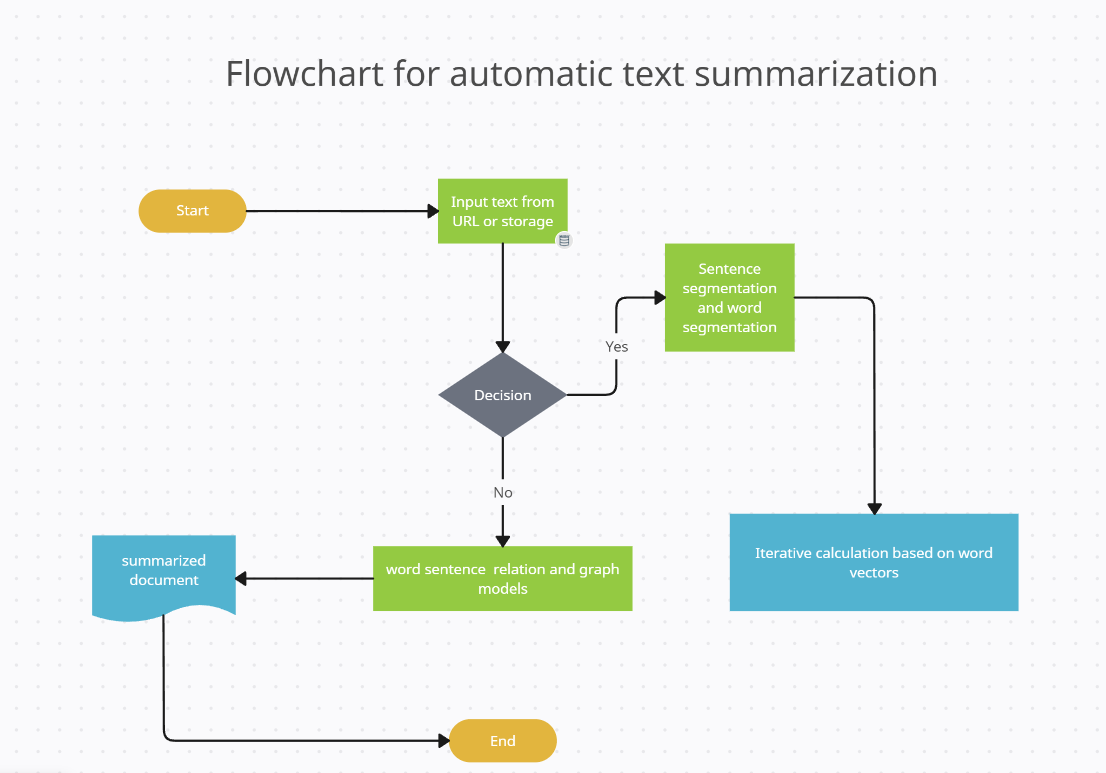 Flowchart for automatic text summarization
Start
Input text from
URL or storage
Sentence
segmentation
and word
segmentation
Yes
Decision
No
summarized
document
word sentence  relation and graph
models
Iterative calculation based on word
vectors
End